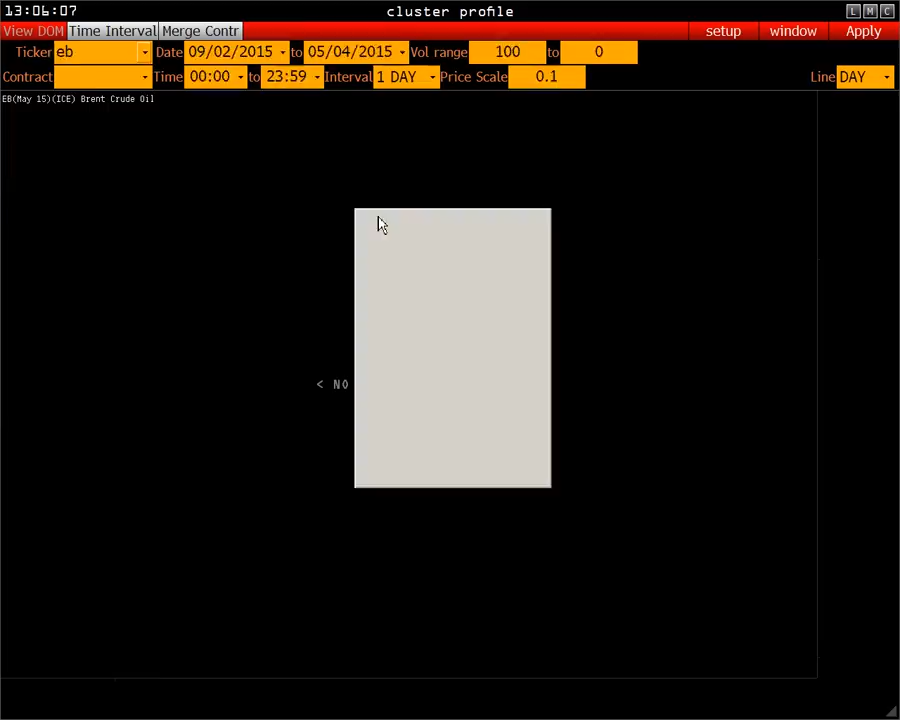 13:06:07 cluster profile L M C
View DOM Time Interval Merge Contr setup window Apply
Ticker eb Date 09/02/2015 to 05/04/2015 Vol range 100 to 0
Contract Time 00:00 to 23:59 Interval 1 DAY Price Scale 0.1 Line DAY
EB(May 15)(ICE) Brent Crude Oil
< NO